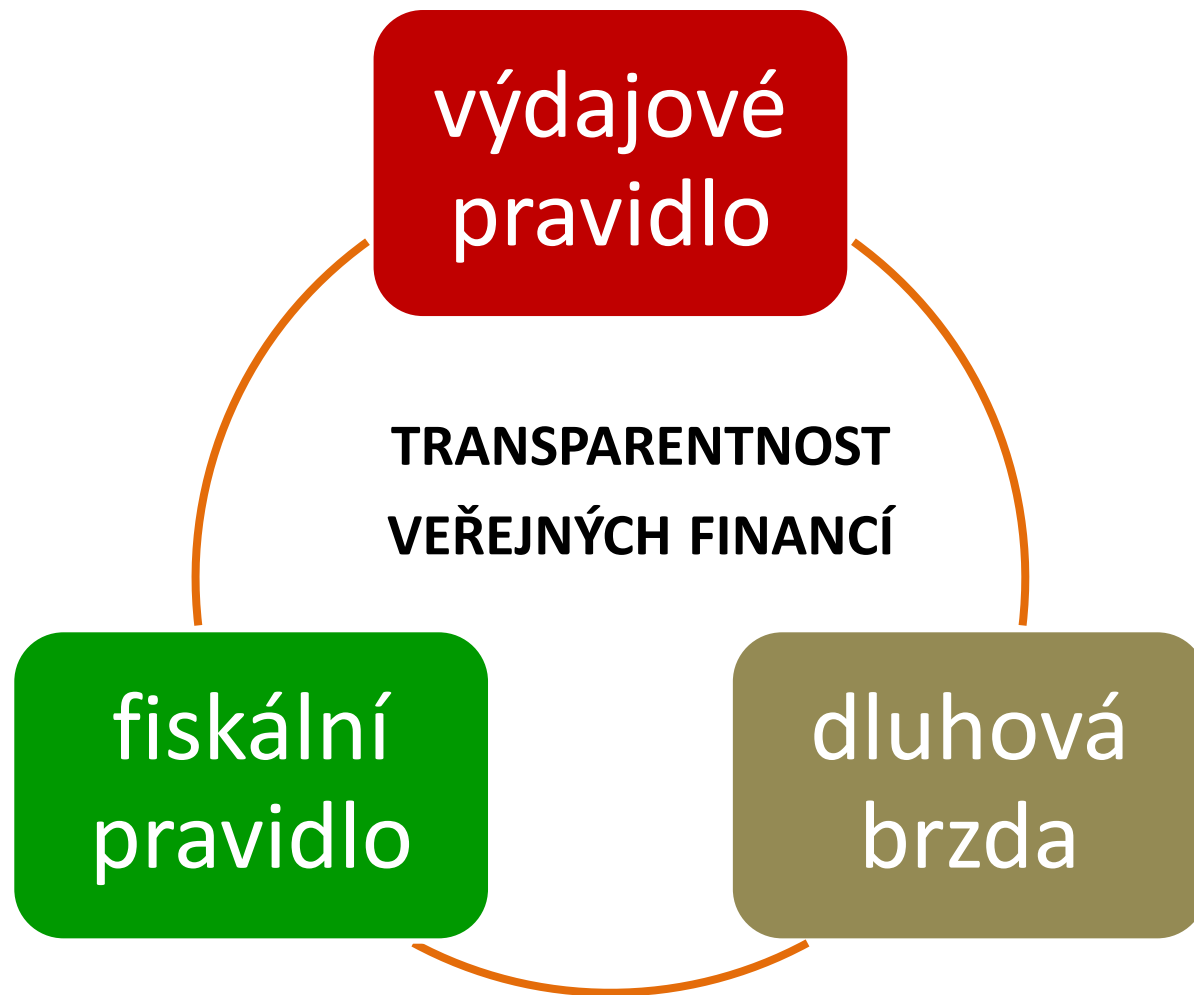 výdajové
pravidlo
TRANSPARENTNOST
VEŘEJNÝCH FINANCÍ
fiskální
pravidlo
dluhová
brzda